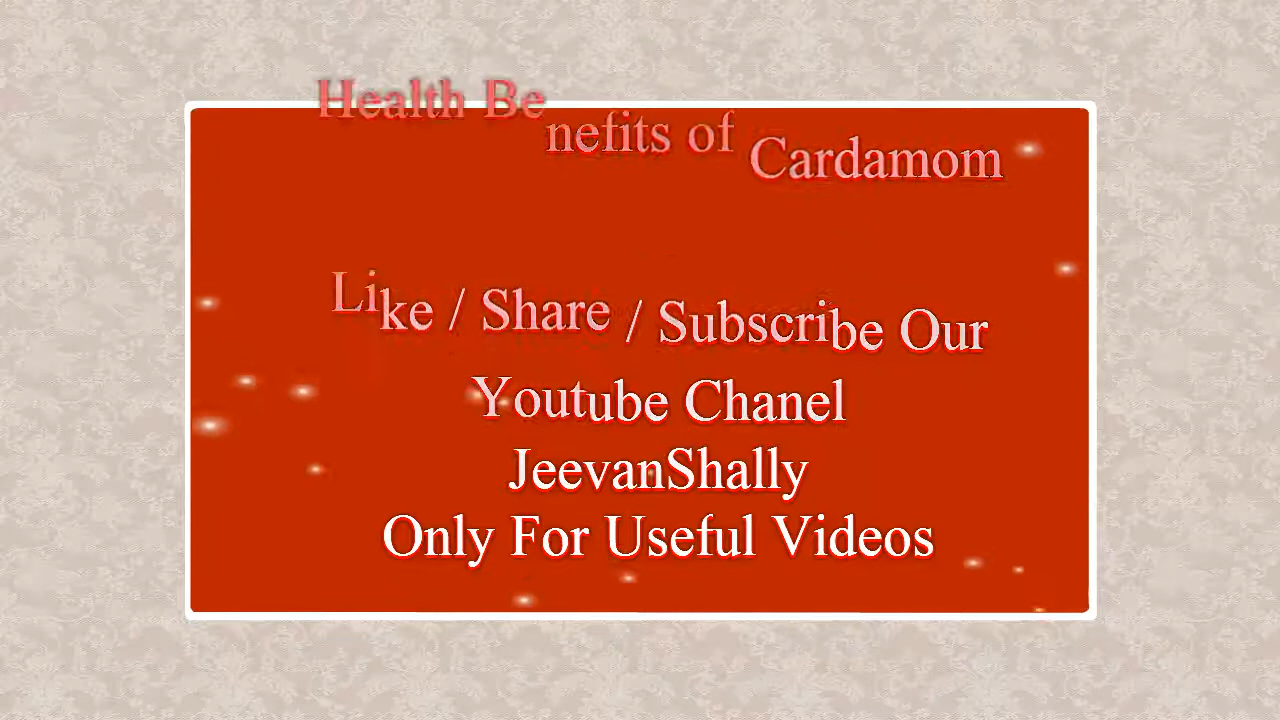 Health Benefits of Cardamom
Like / Share / Subscribe Our
Youtube Chanel
JeevanShally
Only For Useful Videos